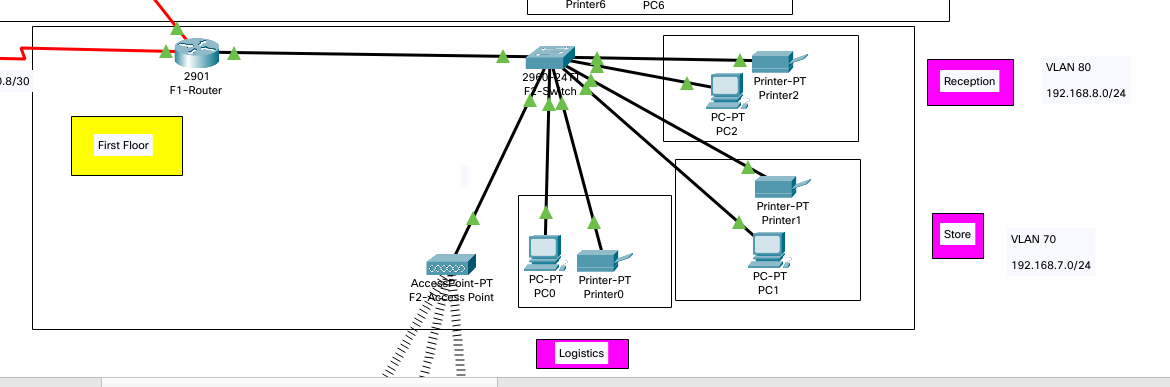 Printer6
PC6
0.8/30
2901
F1-Router
2960-24TT
F2-Switch
Printer-PT
Printer2
PC-PT
PC2
Reception
VLAN 80
192.168.8.0/24
First Floor
Printer-PT
Printer1
PC-PT
PC1
Store
VLAN 70
192.168.7.0/24
AccessPoint-PT
F2-Access Point
PC-PT
PC0
Printer-PT
Printer0
Logistics